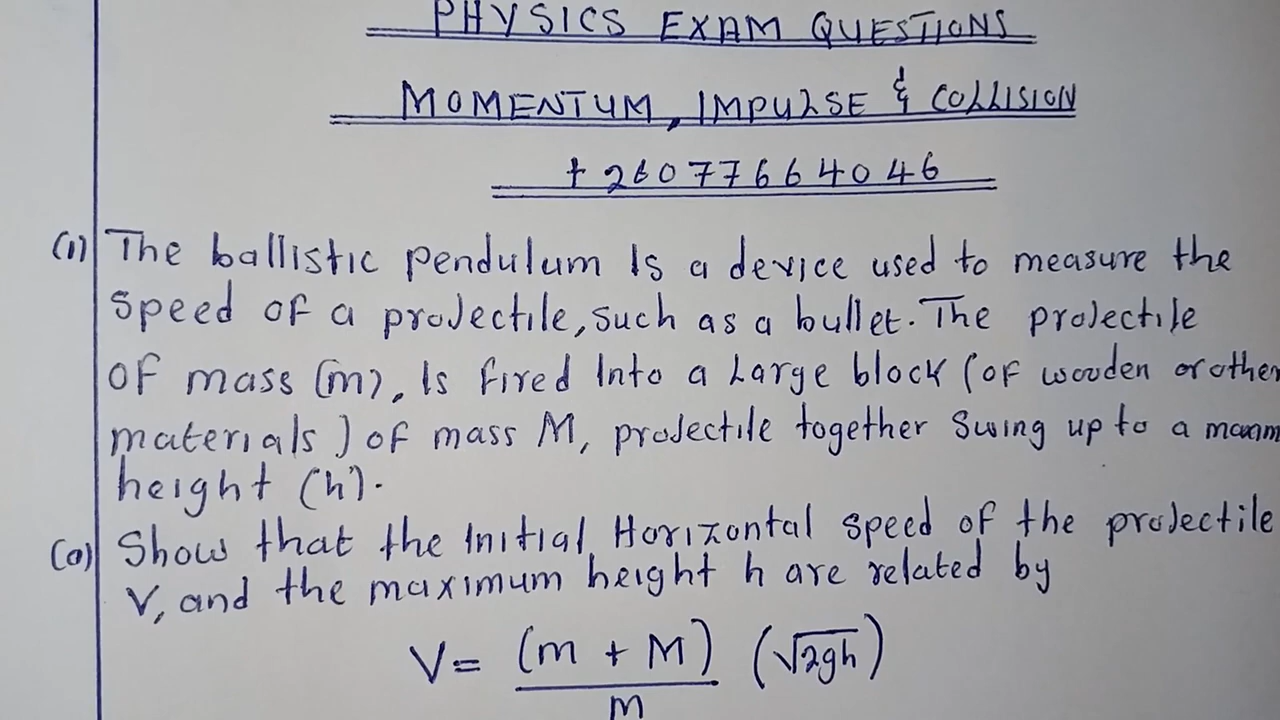 PHYSICS EXAM QUESTIONS
MOMENTUM, IMPULSE & COLLISION
+26077664046
(1) The ballistic pendulum Is a device used to measure the
Speed of a projectile, such as a bullet. The projectile
Of mass (m), Is fired Into a Large block (of wooden or other
materials) of mass M, projectile together Swing up to a
height (h).
(a) Show that the Initial Horizontal speed of the projectile
V, and the maximum height h are related by
V= (m + M) (√2gh)
m